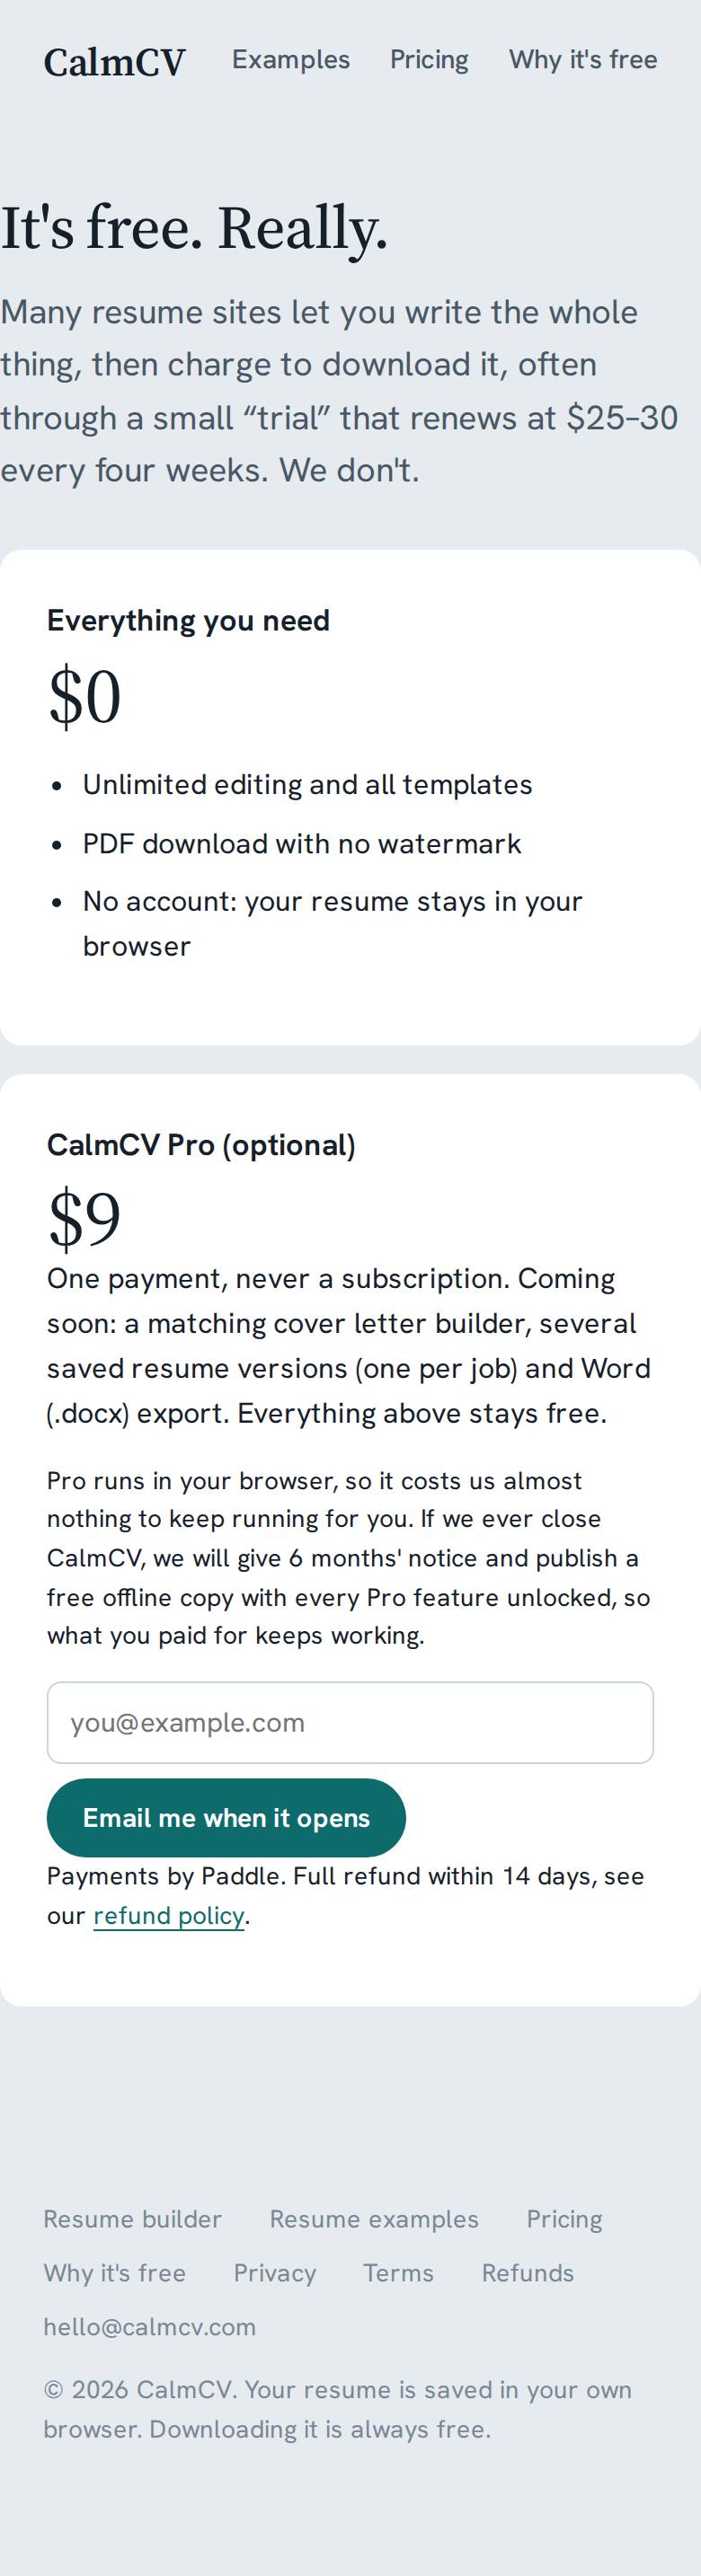 CalmCV Examples Pricing Why it's free
It's free. Really.
Many resume sites let you write the whole
thing, then charge to download it, often
through a small “trial” that renews at $25–30
every four weeks. We don't.
Everything you need
$0
• Unlimited editing and all templates
• PDF download with no watermark
• No account: your resume stays in your
browser
CalmCV Pro (optional)
$9
One payment, never a subscription. Coming
soon: a matching cover letter builder, several
saved resume versions (one per job) and Word
(.docx) export. Everything above stays free.
Pro runs in your browser, so it costs us almost
nothing to keep running for you. If we ever close
CalmCV, we will give 6 months' notice and publish a
free offline copy with every Pro feature unlocked, so
what you paid for keeps working.
you@example.com
Email me when it opens
Payments by Paddle. Full refund within 14 days, see
our refund policy.
Resume builder Resume examples Pricing
Why it's free Privacy Terms Refunds
hello@calmcv.com
© 2026 CalmCV. Your resume is saved in your own
browser. Downloading it is always free.